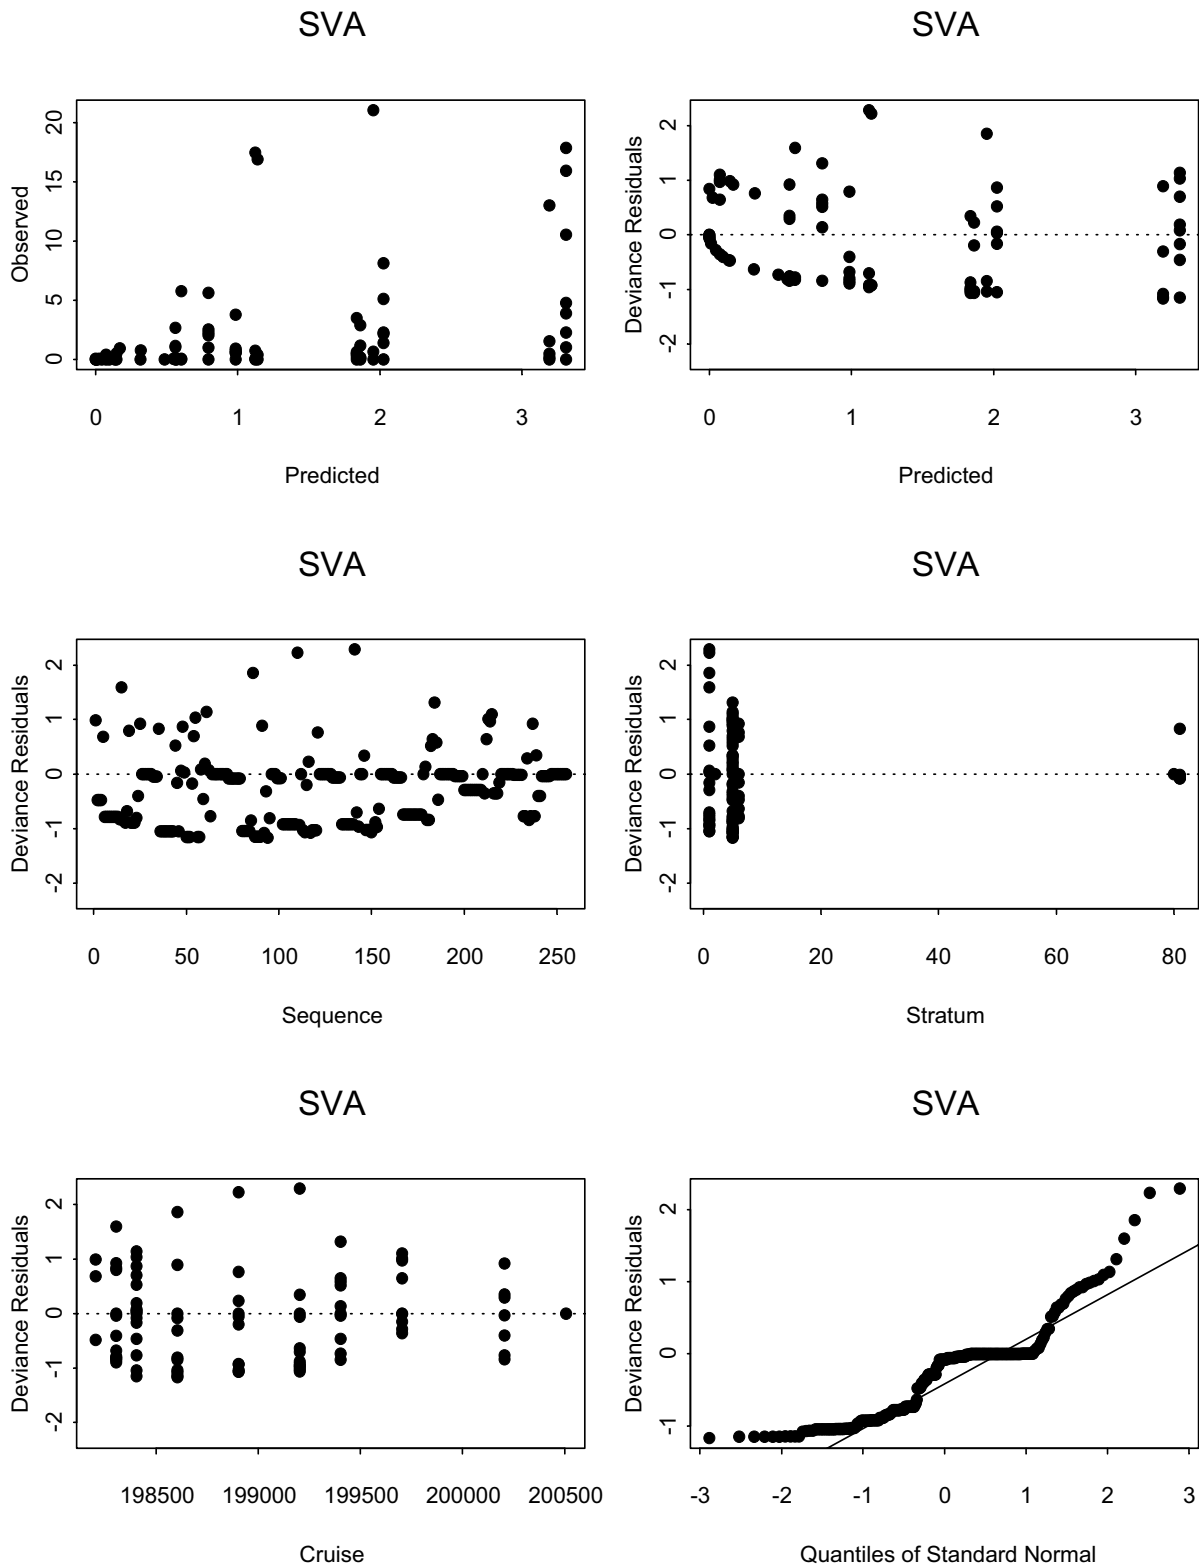 SVA
SVA
Observed
20
15
10
5
0
0 1 2 3
Predicted
Deviance Residuals
2
1
0
-1
-2
0 1 2 3
Predicted
SVA
SVA
Deviance Residuals
2
1
0
-1
-2
0 50 100 150 200 250
Sequence
Deviance Residuals
2
1
0
-1
-2
0 20 40 60 80
Stratum
SVA
SVA
Deviance Residuals
2
1
0
-1
-2
198500 199000 199500 200000 200500
Cruise
Deviance Residuals
2
1
0
-1
-3 -2 -1 0 1 2 3
Quantiles of Standard Normal